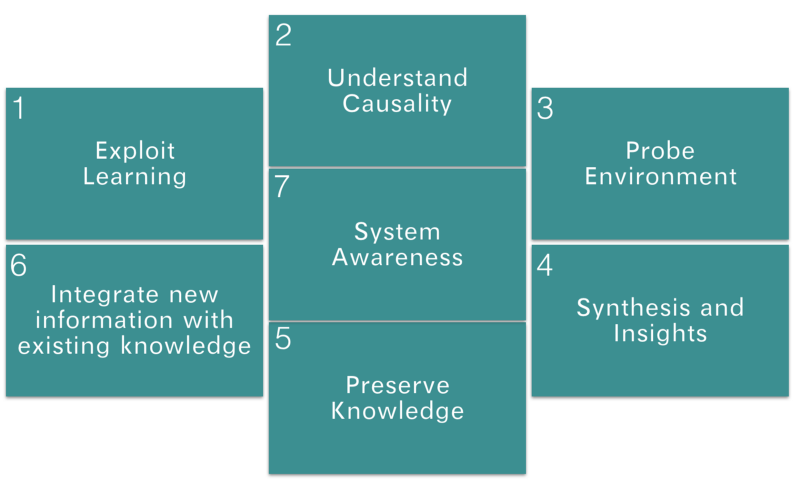 1
Exploit
Learning
2
Understand
Causality
3
Probe
Environment
4
Synthesis and
Insights
5
Preserve
Knowledge
6
Integrate new
information with
existing knowledge
7
System
Awareness